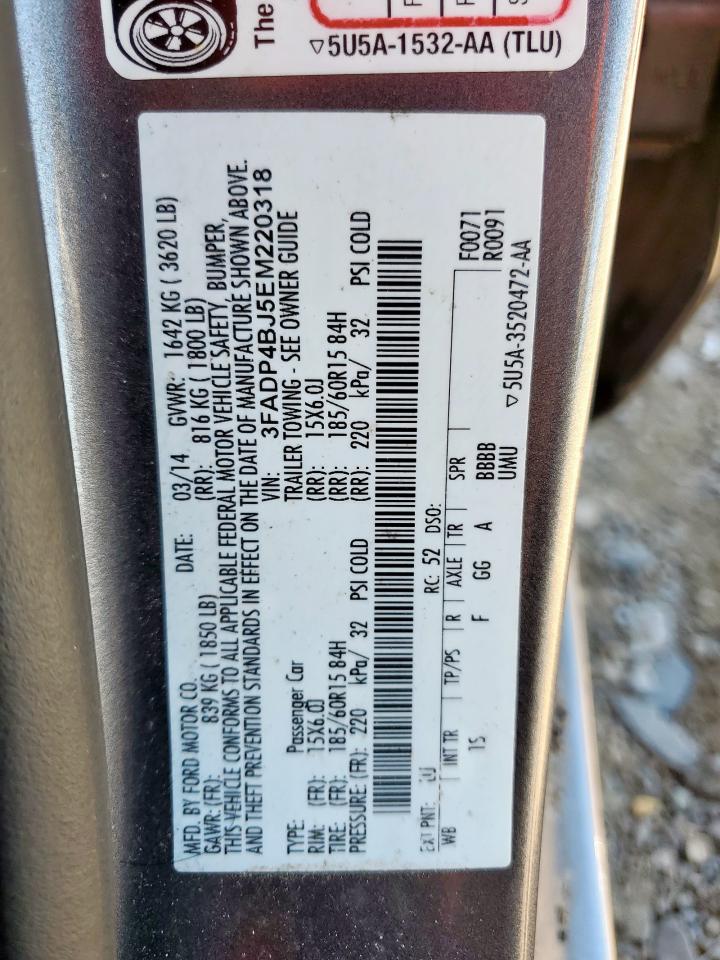 The
▽5U5A-1532-AA (TLU)
MFD. BY FORD MOTOR CO. DATE: 03/14 GVWR: 1642 KG ( 3620 LB)
GAWR: (FR): 839 KG ( 1850 LB) (RR): 816 KG ( 1800 LB)
THIS VEHICLE CONFORMS TO ALL APPLICABLE FEDERAL MOTOR VEHICLE SAFETY, BUMPER,
AND THEFT PREVENTION STANDARDS IN EFFECT ON THE DATE OF MANUFACTURE SHOWN ABOVE.
VIN: 3FADP4BJ5EM220318
TYPE: Passenger Car TRAILER TOWING - SEE OWNER GUIDE
RIM: (FR): 15X6.0J (RR): 15X6.0J
TIRE: (FR): 185/60R15 84H (RR): 185/60R15 84H
PRESSURE: (FR): 220 kPa/ 32 PSI COLD (RR): 220 kPa/ 32 PSI COLD
EXT PNT: UJ RC: 52 DSO: F0071
WB INT TR TP/PS R AXLE TR SPR R0091
1S F GG A BBBB
UMU
▽5U5A-3520472-AA